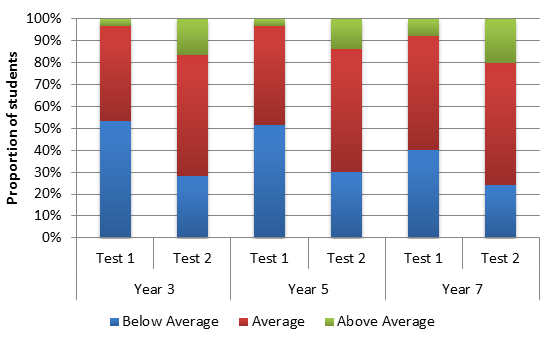 100%
90%
80%
70%
60%
50%
40%
30%
20%
10%
0%
Proportion of students
Test 1 Test 2 Test 1 Test 2 Test 1 Test 2
Year 3 Year 5 Year 7
Below Average Average Above Average